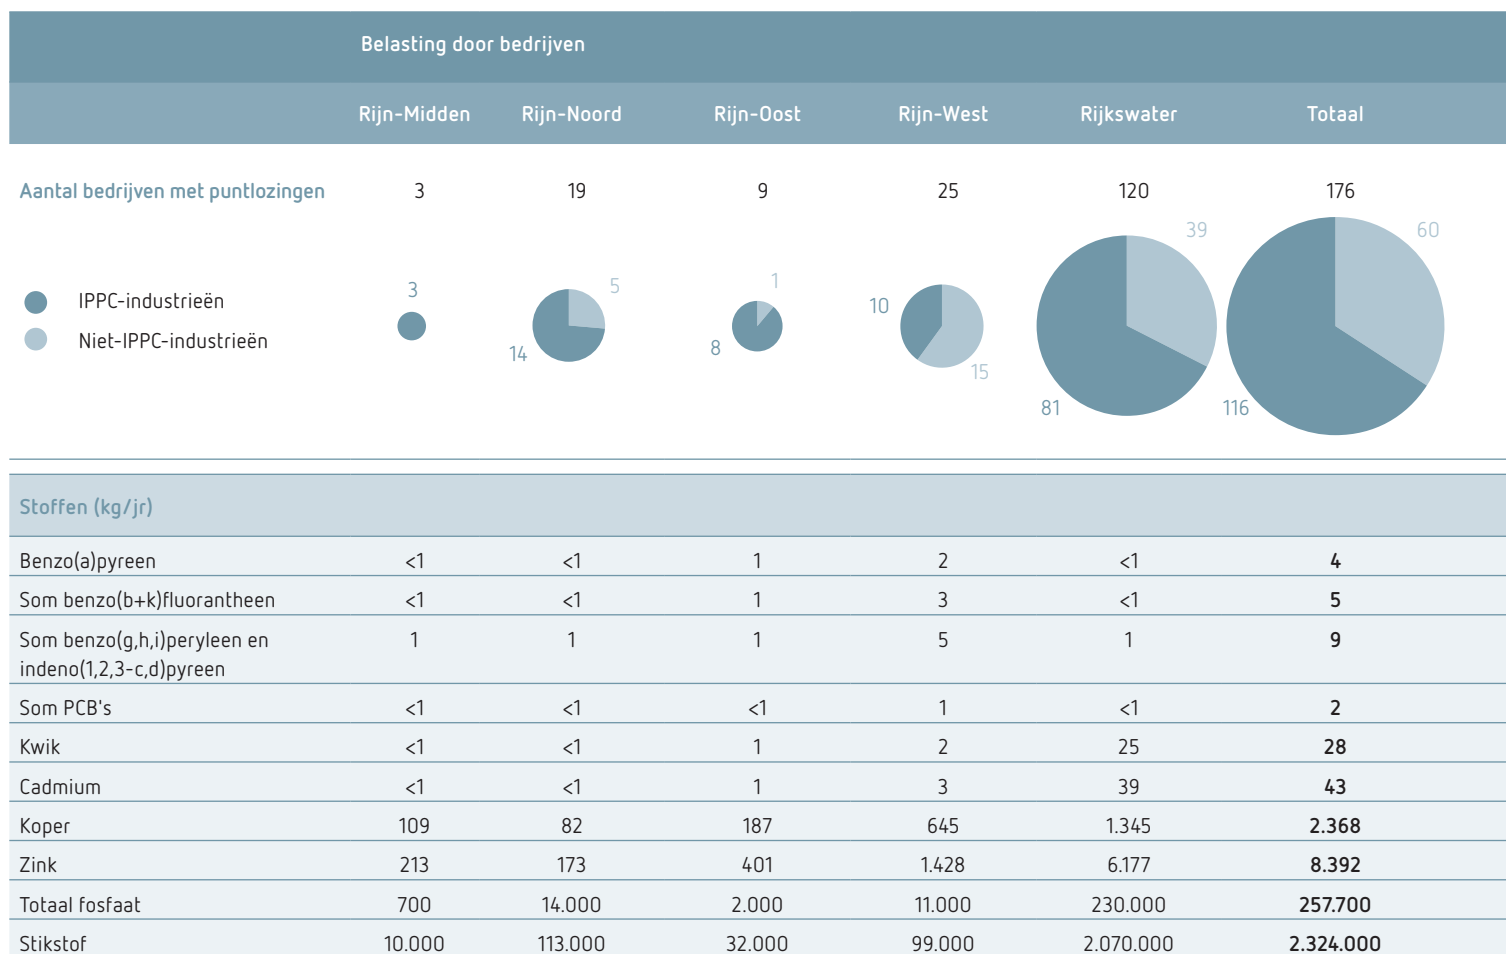 Belasting door bedrijven
Rijn-Midden Rijn-Noord Rijn-Oost Rijn-West Rijkswater Totaal
Aantal bedrijven met puntlozingen 3 19 9 25 120 176
39 60
1
3 5
IPPC-industrieën
10
Niet-IPPC-industrieën
14 8
15
81 116
Stoffen (kg/jr)
Benzo(a)pyreen <1 <1 1 2 <1 4
Som benzo(b+k)fluorantheen <1 <1 1 3 <1 5
Som benzo(g,h,i)peryleen en 1 1 1 5 1 9
indeno(1,2,3-c,d)pyreen
Som PCB's <1 <1 <1 1 <1 2
Kwik <1 <1 1 2 25 28
Cadmium <1 <1 1 3 39 43
Koper 109 82 187 645 1.345 2.368
Zink 213 173 401 1.428 6.177 8.392
Totaal fosfaat 700 14.000 2.000 11.000 230.000 257.700
Stikstof 10.000 113.000 32.000 99.000 2.070.000 2.324.000